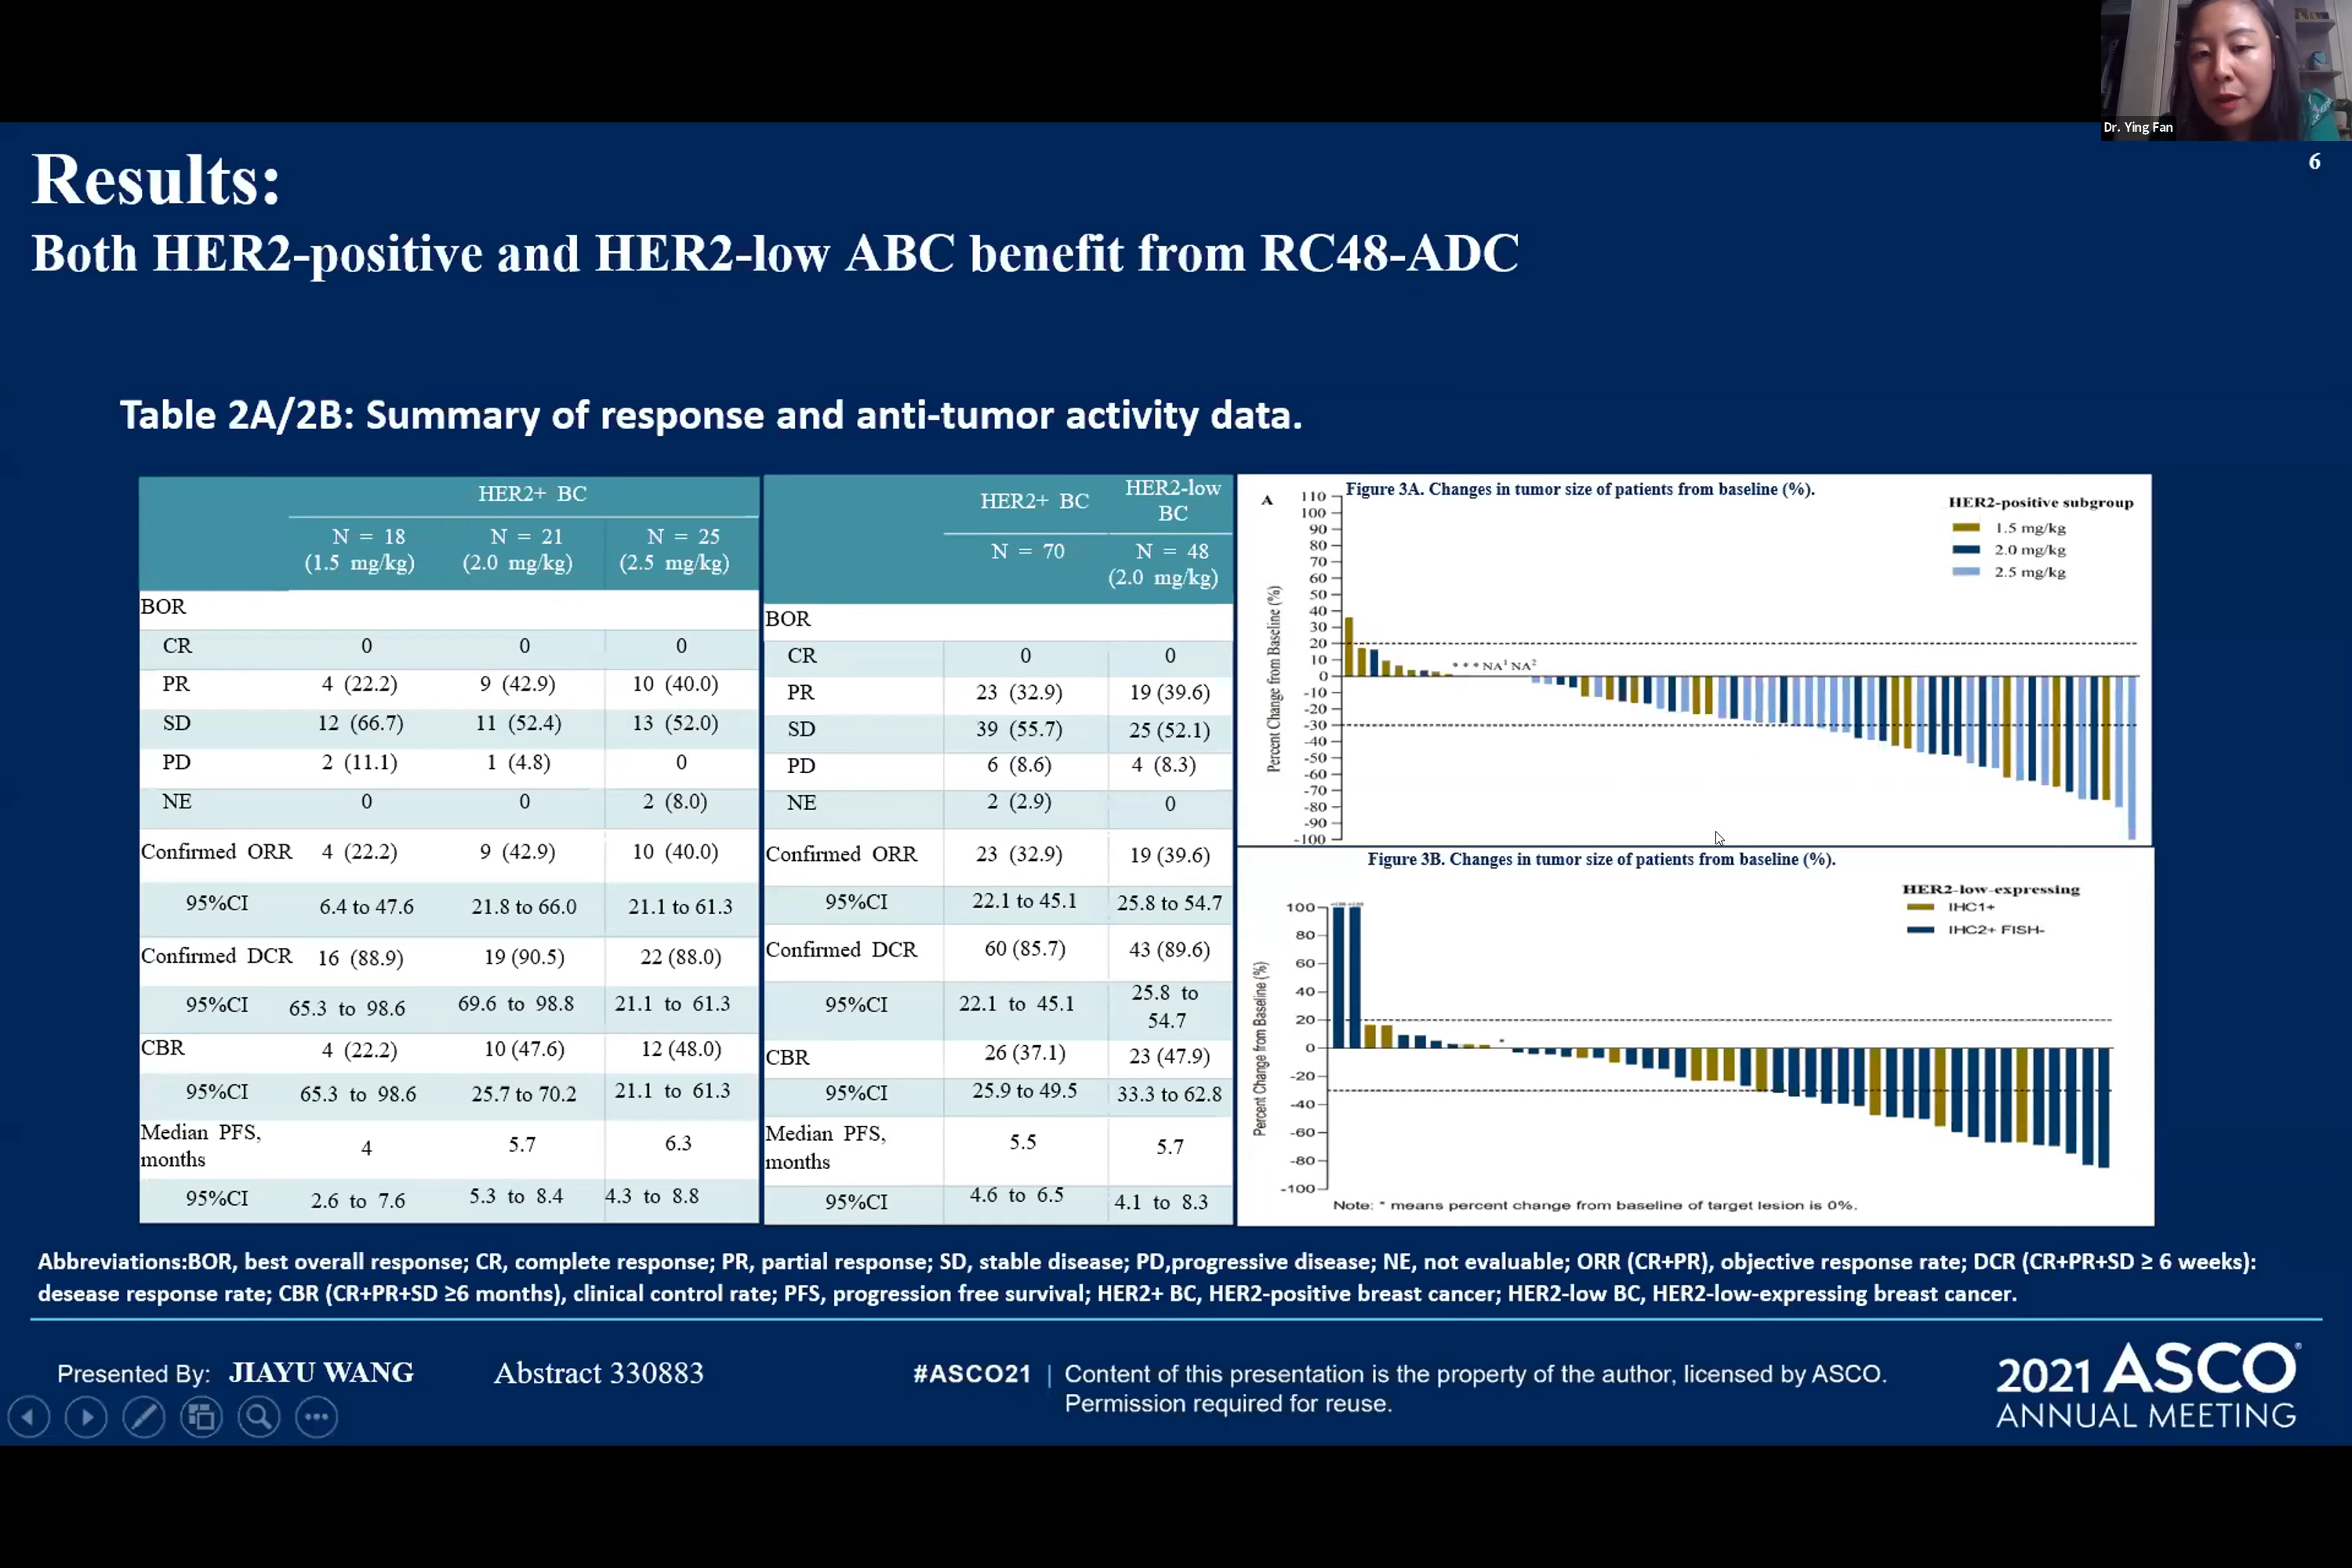 Dr. Ying Fan
6
Results:
Both HER2-positive and HER2-low ABC benefit from RC48-ADC
Table 2A/2B: Summary of response and anti-tumor activity data.
HER2+ BC
N = 18 N = 21 N = 25
(1.5 mg/kg) (2.0 mg/kg) (2.5 mg/kg)
BOR
CR 0 0 0
PR 4 (22.2) 9 (42.9) 10 (40.0)
SD 12 (66.7) 11 (52.4) 13 (52.0)
PD 2 (11.1) 1 (4.8) 0
NE 0 0 2 (8.0)
Confirmed ORR 4 (22.2) 9 (42.9) 10 (40.0)
95%CI 6.4 to 47.6 21.8 to 66.0 21.1 to 61.3
Confirmed DCR 16 (88.9) 19 (90.5) 22 (88.0)
95%CI 65.3 to 98.6 69.6 to 98.8 21.1 to 61.3
CBR 4 (22.2) 10 (47.6) 12 (48.0)
95%CI 65.3 to 98.6 25.7 to 70.2 21.1 to 61.3
Median PFS,
months 4 5.7 6.3
95%CI 2.6 to 7.6 5.3 to 8.4 4.3 to 8.8
HER2+ BC HER2-low
BC
N = 70 N = 48
(2.0 mg/kg)
BOR
CR 0 0
PR 23 (32.9) 19 (39.6)
SD 39 (55.7) 25 (52.1)
PD 6 (8.6) 4 (8.3)
NE 2 (2.9) 0
Confirmed ORR 23 (32.9) 19 (39.6)
95%CI 22.1 to 45.1 25.8 to 54.7
Confirmed DCR 60 (85.7) 43 (89.6)
95%CI 22.1 to 45.1 25.8 to
54.7
CBR 26 (37.1) 23 (47.9)
95%CI 25.9 to 49.5 33.3 to 62.8
Median PFS,
months 5.5 5.7
95%CI 4.6 to 6.5 4.1 to 8.3
A
Figure 3A. Changes in tumor size of patients from baseline (%).
HER2-positive subgroup
1.5 mg/kg
2.0 mg/kg
2.5 mg/kg
Percent Change from Baseline (%)
110
100
90
80
70
60
50
40
30
20
10
0
-10
-20
-30
-40
-50
-60
-70
-80
-90
-100
* * * NA¹ NA²
Figure 3B. Changes in tumor size of patients from baseline (%).
HER2-low-expressing
IHC1+
IHC2+ FISH-
Percent Change from Baseline (%)
100
80
60
40
20
0
-20
-40
-60
-80
-100
*
Note: * means percent change from baseline of target lesion is 0%.
Abbreviations:BOR, best overall response; CR, complete response; PR, partial response; SD, stable disease; PD,progressive disease; NE, not evaluable; ORR (CR+PR), objective response rate; DCR (CR+PR+SD ≥ 6 weeks):
desease response rate; CBR (CR+PR+SD ≥6 months), clinical control rate; PFS, progression free survival; HER2+ BC, HER2-positive breast cancer; HER2-low BC, HER2-low-expressing breast cancer.
Presented By: JIAYU WANG Abstract 330883
#ASCO21 | Content of this presentation is the property of the author, licensed by ASCO.
Permission required for reuse.
2021 ASCO®
ANNUAL MEETING